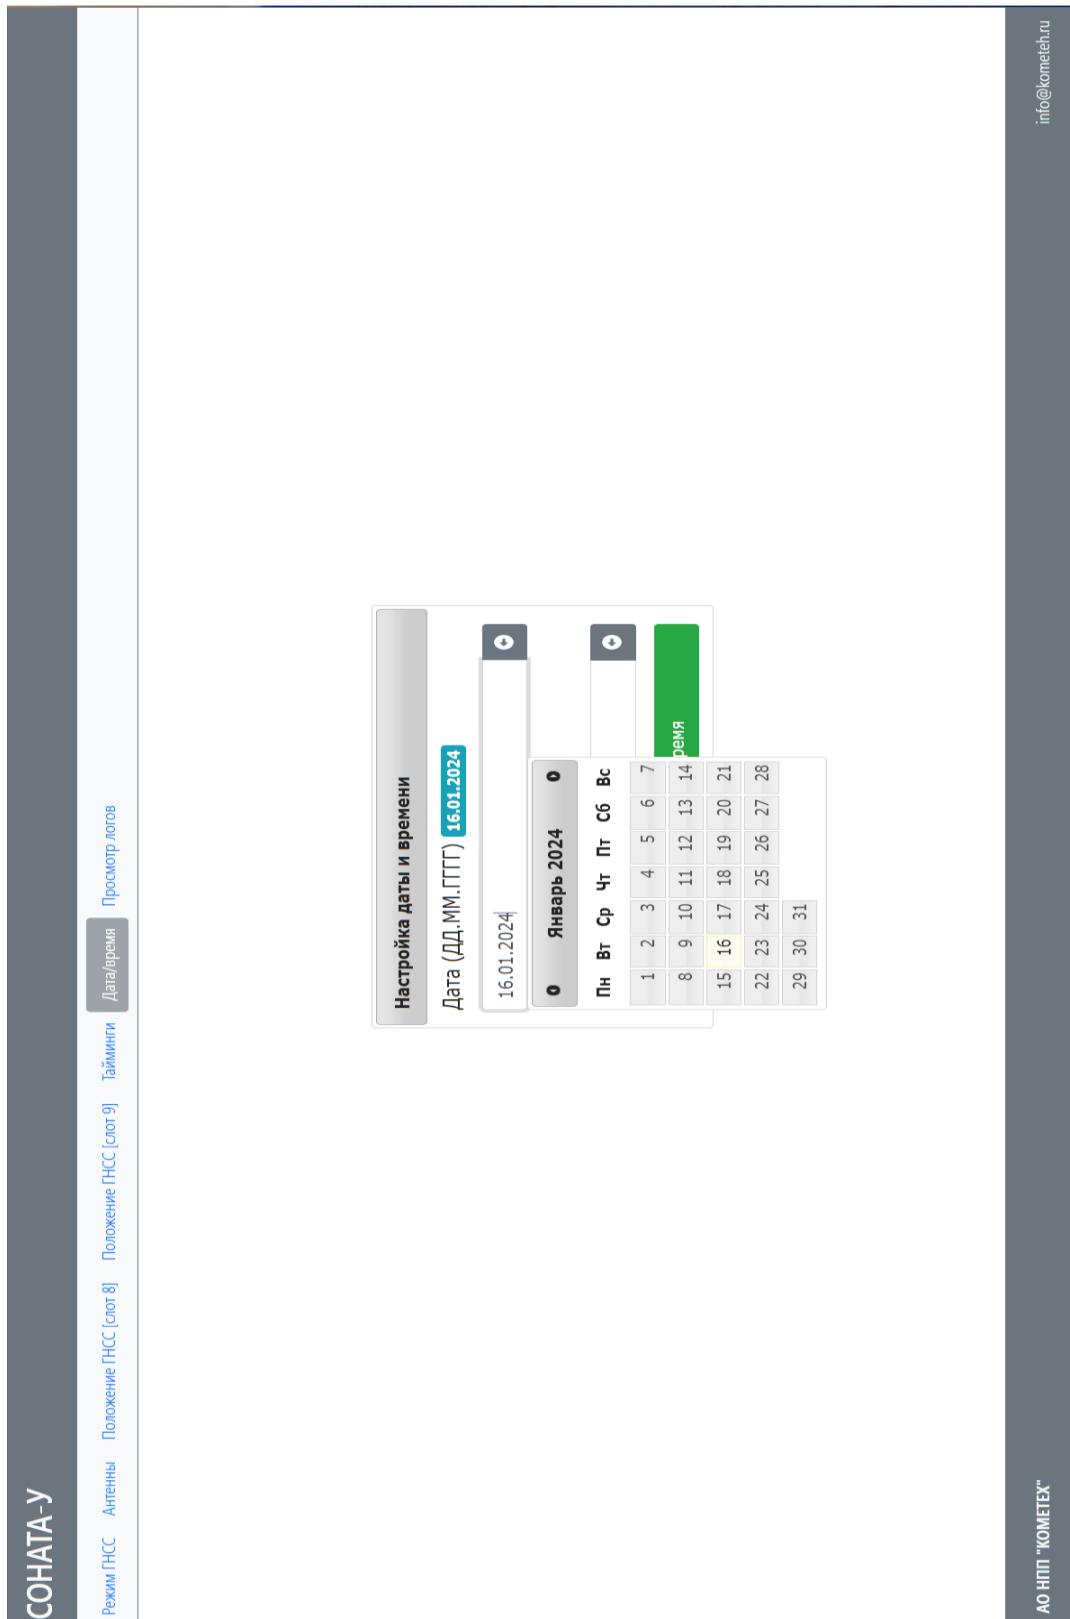 СОНАТА-У
Режим ГНСС Антенны Положение ГНСС [слот 8] Положение ГНСС [слот 9] Тайминги Дата/время Просмотр логов
Настройка даты и времени
Дата (ДД.ММ.ГГГГ) 16.01.2024
16.01.2024
0 Январь 2024 0
Пн Вт Ср Чт Пт Сб Вс
1 2 3 4 5 6 7
ремя
8 9 10 11 12 13 14
15 16 17 18 19 20 21
22 23 24 25 26 27 28
29 30 31
АО НПП "КОМЕТЕХ" info@kometeh.ru